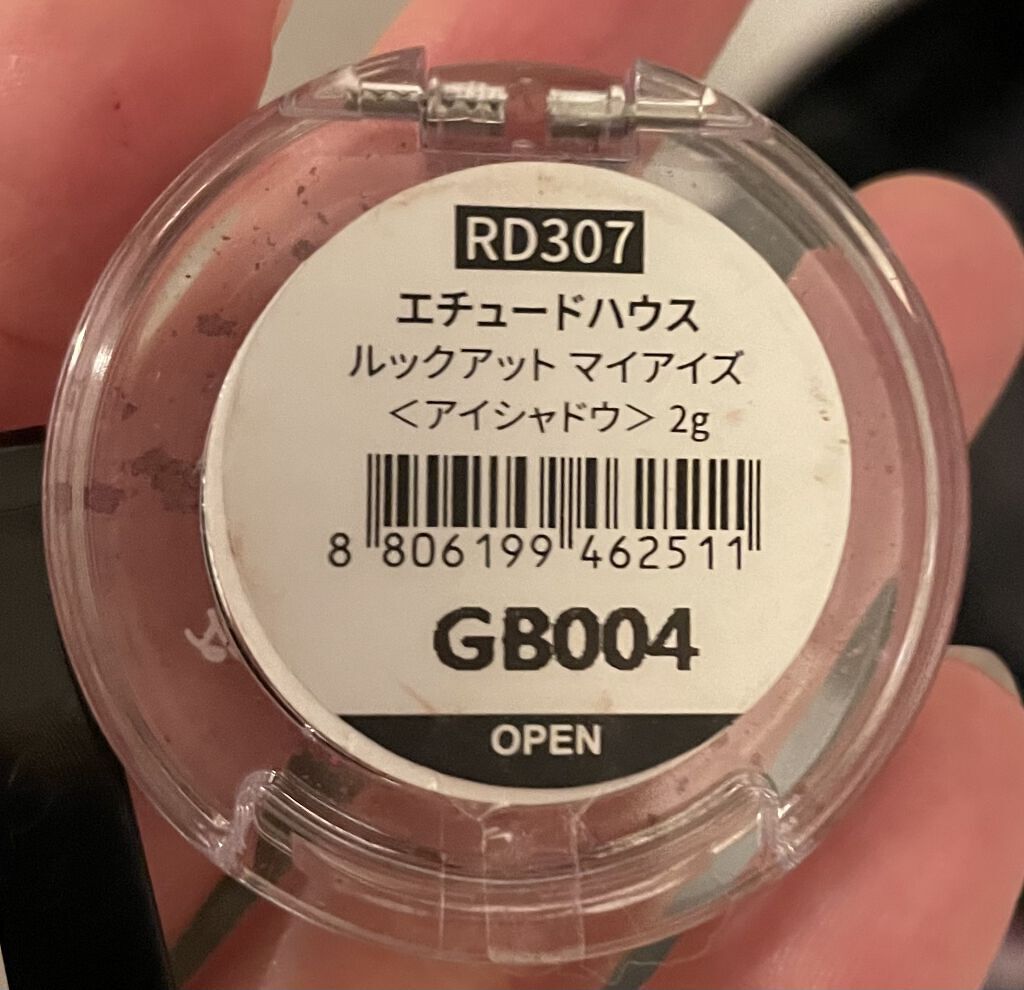 RD307
エチュードハウス
ルックアット マイアイズ
＜アイシャドウ＞ 2g
8 806199 462511
GB004
OPEN